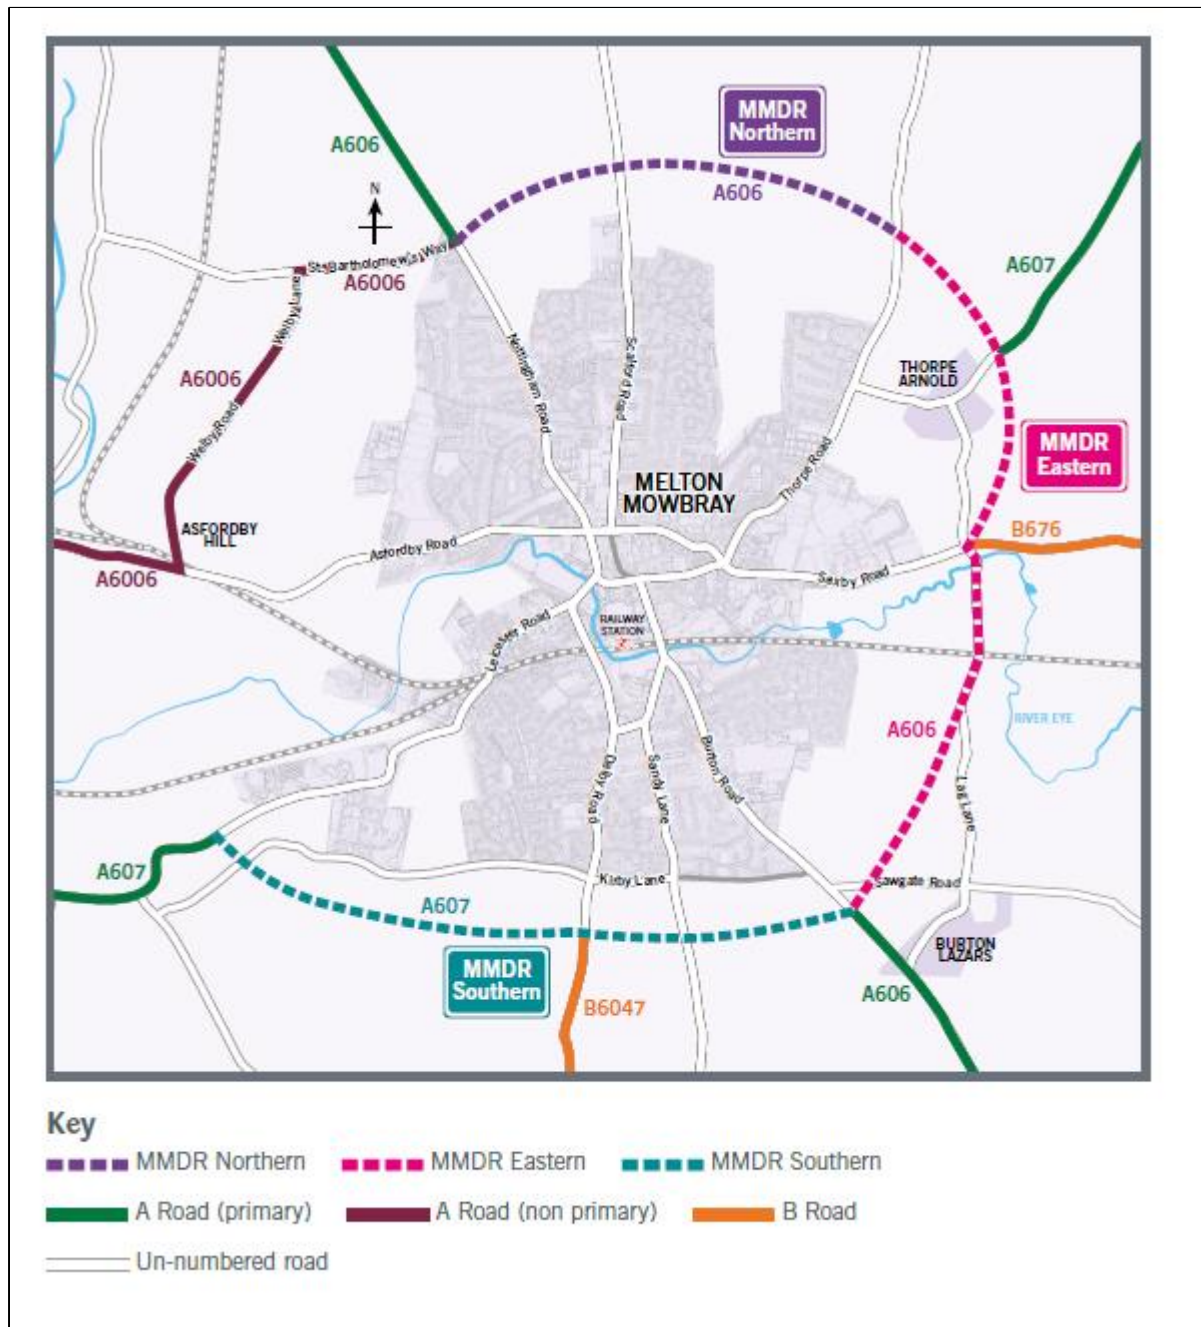 MMDR
Northern
A606
N
A606
St Bartholomew's Way
A6006
A607
Welby Lane
Nottingham Road
Scalford Road
THORPE
ARNOLD
A6006
MMDR
Eastern
Welby Road
Thorpe Road
MELTON
MOWBRAY
ASFORDBY
HILL
B676
Asfordby Road
A6006
Saxby Road
Leicester Road
RAILWAY
STATION
RIVER EYE
A606
Burton Road
Dalby Road
Sandy Lane
Lag Lane
A607
Kirby Lane
Sawgate Road
A607
BURTON
LAZARS
MMDR
Southern
A606
B6047
Key
MMDR Northern
MMDR Eastern
MMDR Southern
A Road (primary)
A Road (non primary)
B Road
Un-numbered road